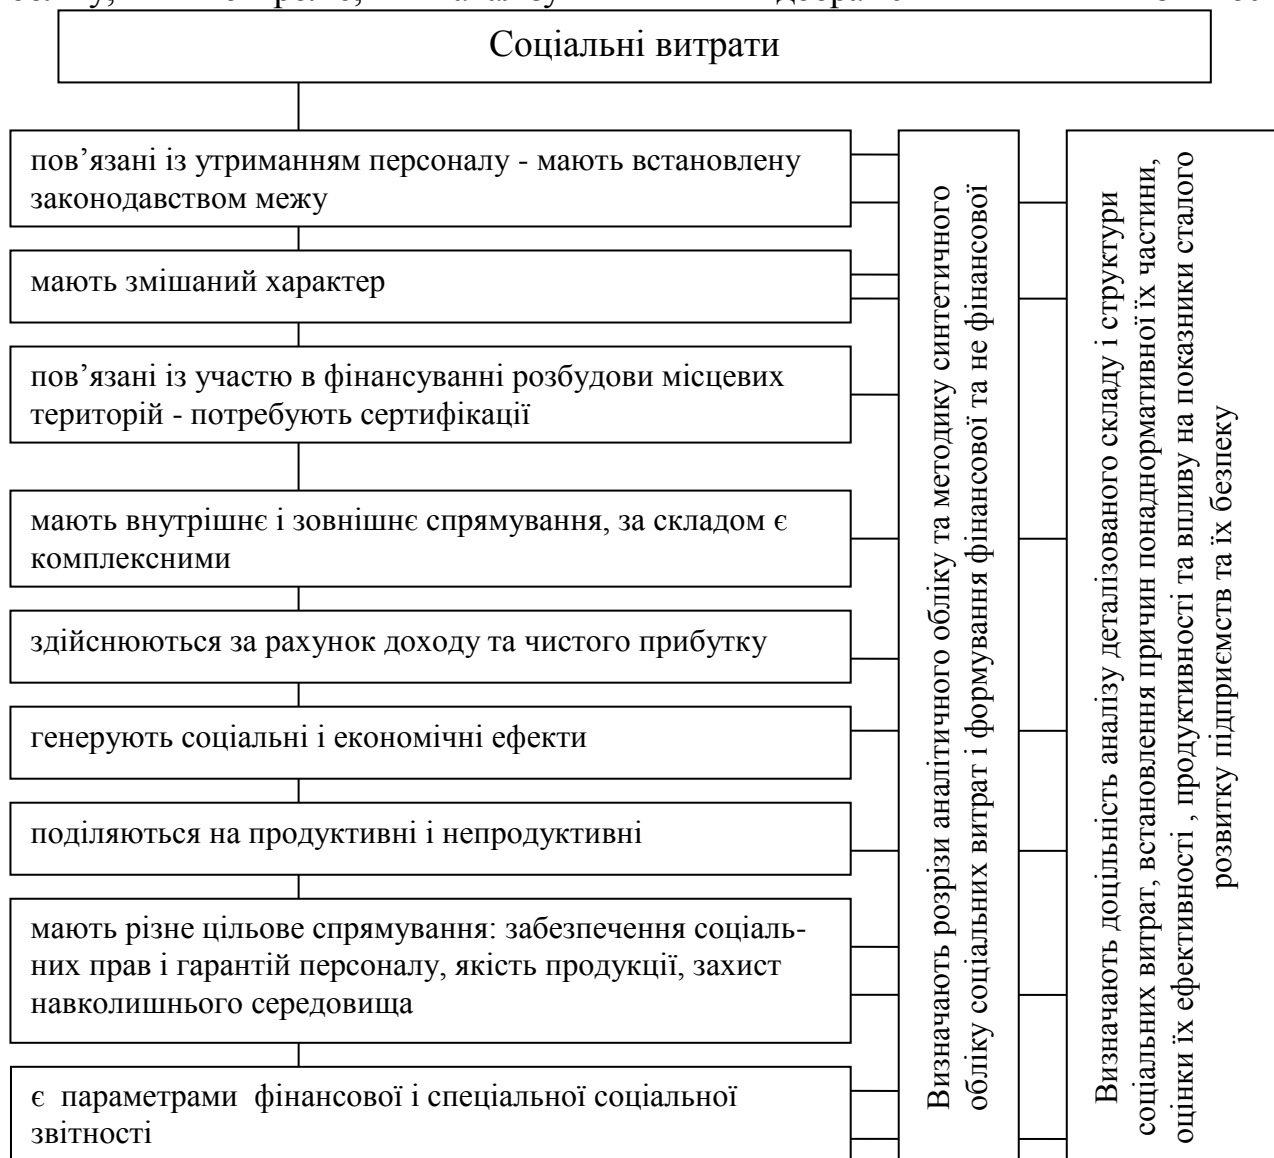 Соціальні витрати
пов’язані із утриманням персоналу - мають встановлену
законодавством межу
мають змішаний характер
пов’язані із участю в фінансуванні розбудови місцевих
територій - потребують сертифікації
мають внутрішнє і зовнішнє спрямування, за складом є
комплексними
здійснюються за рахунок доходу та чистого прибутку
генерують соціальні і економічні ефекти
поділяються на продуктивні і непродуктивні
мають різне цільове спрямування: забезпечення соціаль-
них прав і гарантій персоналу, якість продукції, захист
навколишнього середовища
є параметрами фінансової і спеціальної соціальної
звітності
Визначають розрізи аналітичного обліку та методику синтетичного
обліку соціальних витрат і формування фінансової та не фінансової
Визначають доцільність аналізу деталізованого складу і структури
соціальних витрат, встановлення причин понаднормативної їх частини,
оцінки їх ефективності , продуктивності та впливу на показники сталого
розвитку підприємств та їх безпеку